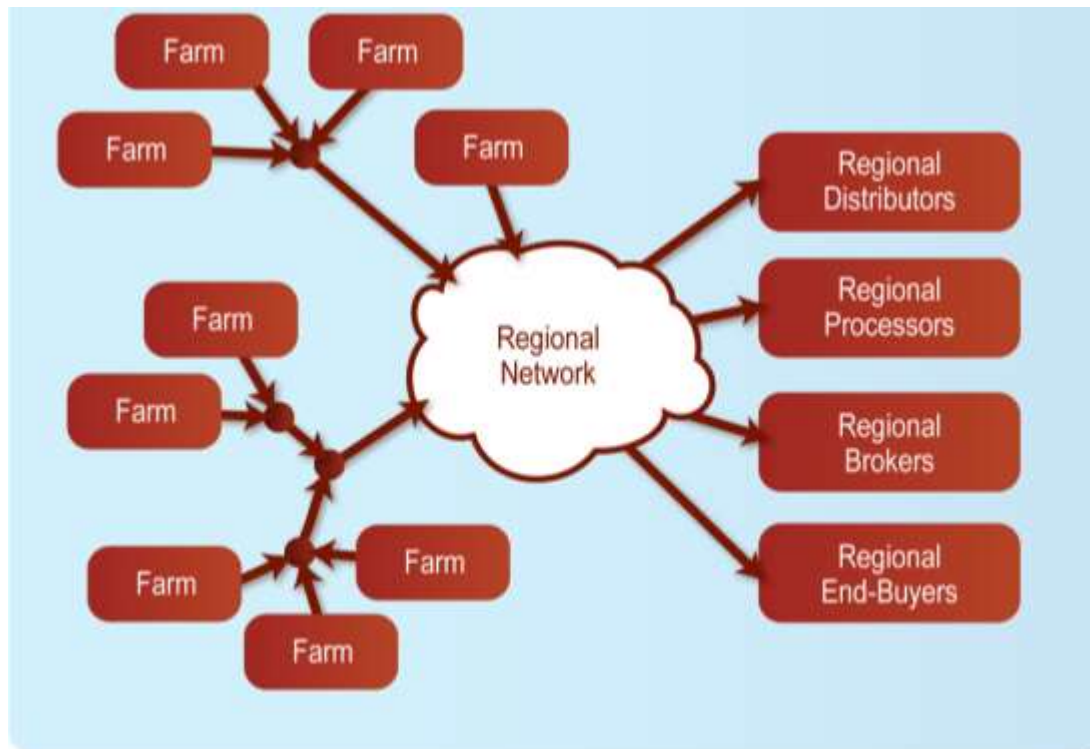 Farm
Farm
Farm
Farm
Regional
Distributors
Regional
Processors
Farm
Regional
Network
Farm
Regional
Brokers
Farm
Farm
Regional
End-Buyers
Farm